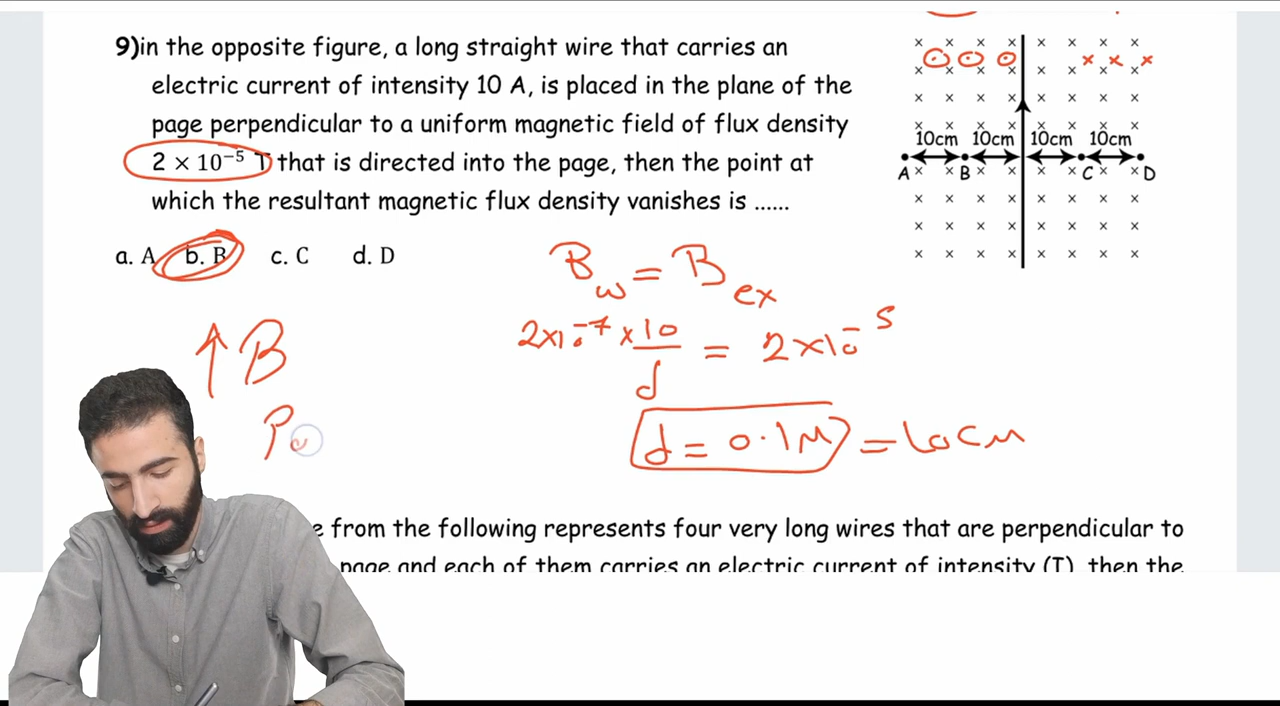 9)in the opposite figure, a long straight wire that carries an
electric current of intensity 10 A, is placed in the plane of the
page perpendicular to a uniform magnetic field of flux density
2 × 10⁻⁵ T that is directed into the page, then the point at
which the resultant magnetic flux density vanishes is ......
a. A b. B c. C d. D
10cm 10cm 10cm 10cm
A B C D
B_w = B_ex
2×10⁻⁷ × 10/d = 2×10⁻⁵
d = 0.1M = 10cm
↑ B
from the following represents four very long wires that are perpendicular to
page and each of them carries an electric current of intensity (I), then the